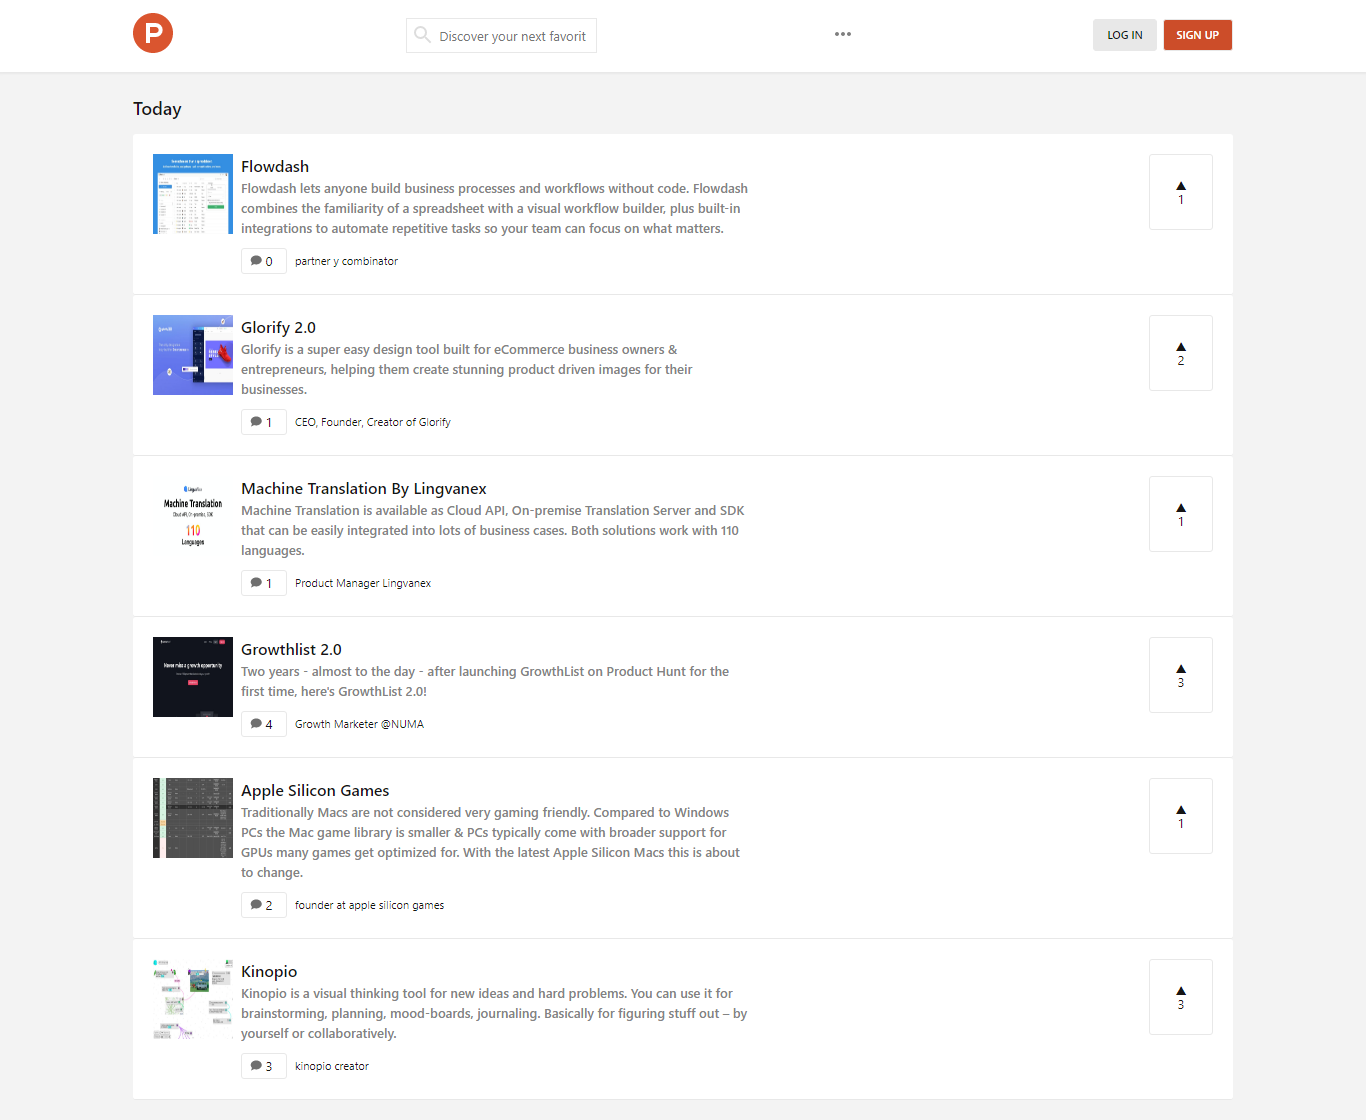 P
Discover your next favorit
•••
LOG IN
SIGN UP
Today
Flowdash
Flowdash lets anyone build business processes and workflows without code. Flowdash
combines the familiarity of a spreadsheet with a visual workflow builder, plus built-in
integrations to automate repetitive tasks so your team can focus on what matters.
0 partner y combinator
1
Glorify 2.0
Glorify is a super easy design tool built for eCommerce business owners &
entrepreneurs, helping them create stunning product driven images for their
businesses.
1 CEO, Founder, Creator of Glorify
2
Machine Translation
110
Languages
Machine Translation By Lingvanex
Machine Translation is available as Cloud API, On-premise Translation Server and SDK
that can be easily integrated into lots of business cases. Both solutions work with 110
languages.
1 Product Manager Lingvanex
1
Never miss a growth opportunity
Growthlist 2.0
Two years - almost to the day - after launching GrowthList on Product Hunt for the
first time, here's GrowthList 2.0!
4 Growth Marketer @NUMA
3
Apple Silicon Games
Traditionally Macs are not considered very gaming friendly. Compared to Windows
PCs the Mac game library is smaller & PCs typically come with broader support for
GPUs many games get optimized for. With the latest Apple Silicon Macs this is about
to change.
2 founder at apple silicon games
1
Kinopio
Kinopio is a visual thinking tool for new ideas and hard problems. You can use it for
brainstorming, planning, mood-boards, journaling. Basically for figuring stuff out – by
yourself or collaboratively.
3 kinopio creator
3